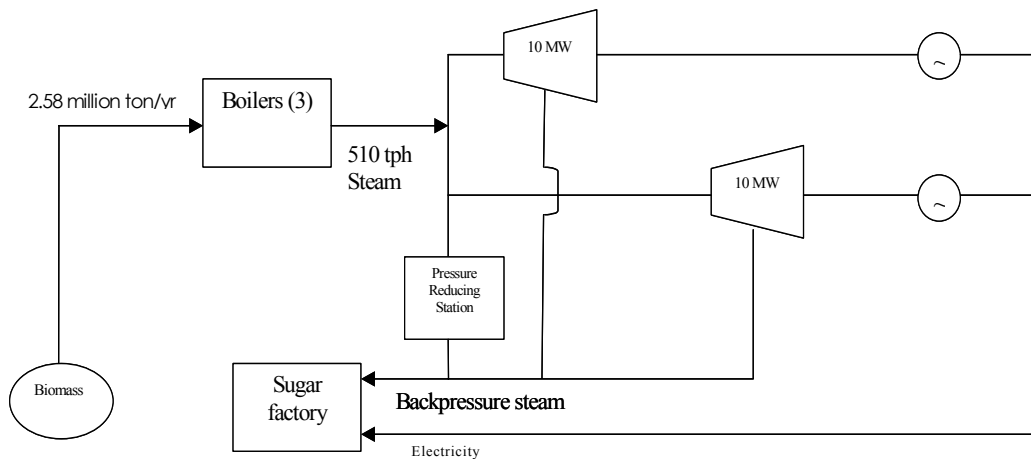 10 MW
~
2.58 million ton/yr
Boilers (3)
510 tph
Steam
10 MW
~
Pressure
Reducing
Station
Biomass
Sugar
factory
Backpressure steam
Electricity